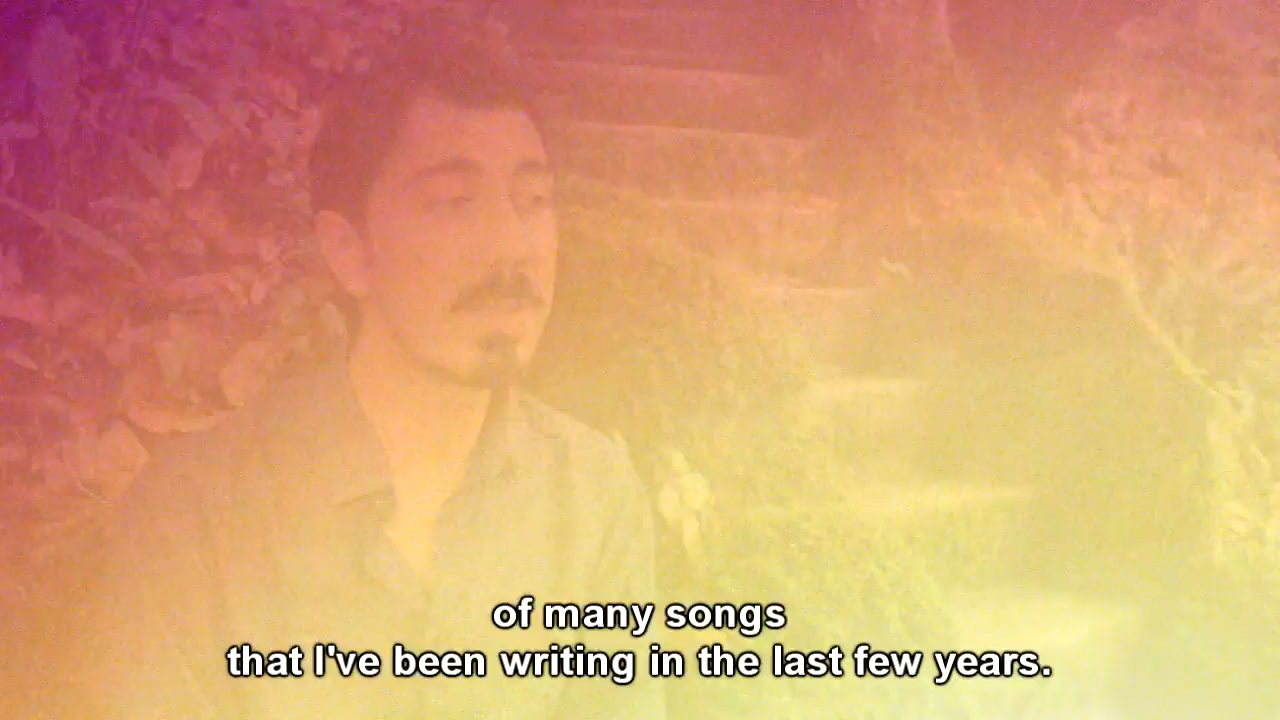 of many songs
that I've been writing in the last few years.